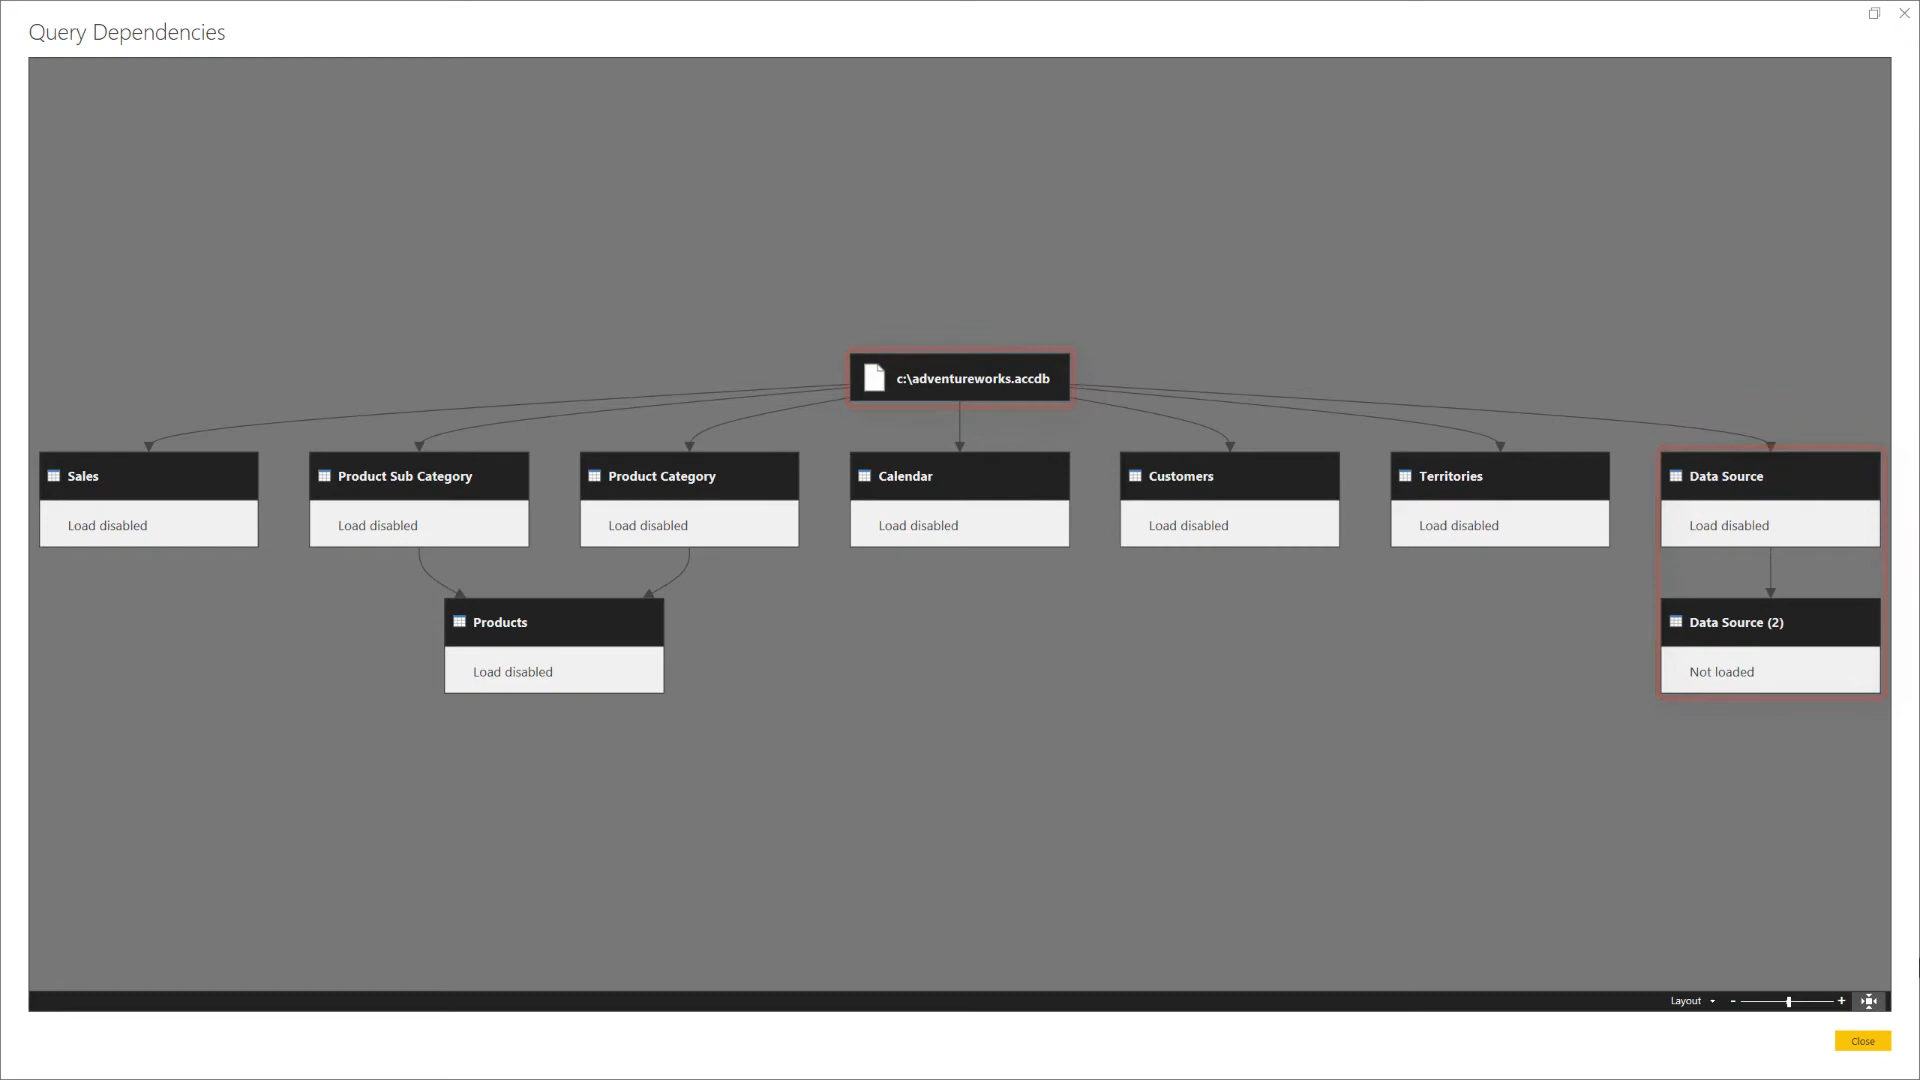 Query Dependencies
c:\adventureworks.accdb
Sales
Load disabled
Product Sub Category
Load disabled
Product Category
Load disabled
Calendar
Load disabled
Customers
Load disabled
Territories
Load disabled
Data Source
Load disabled
Products
Load disabled
Data Source (2)
Not loaded
Layout
Close